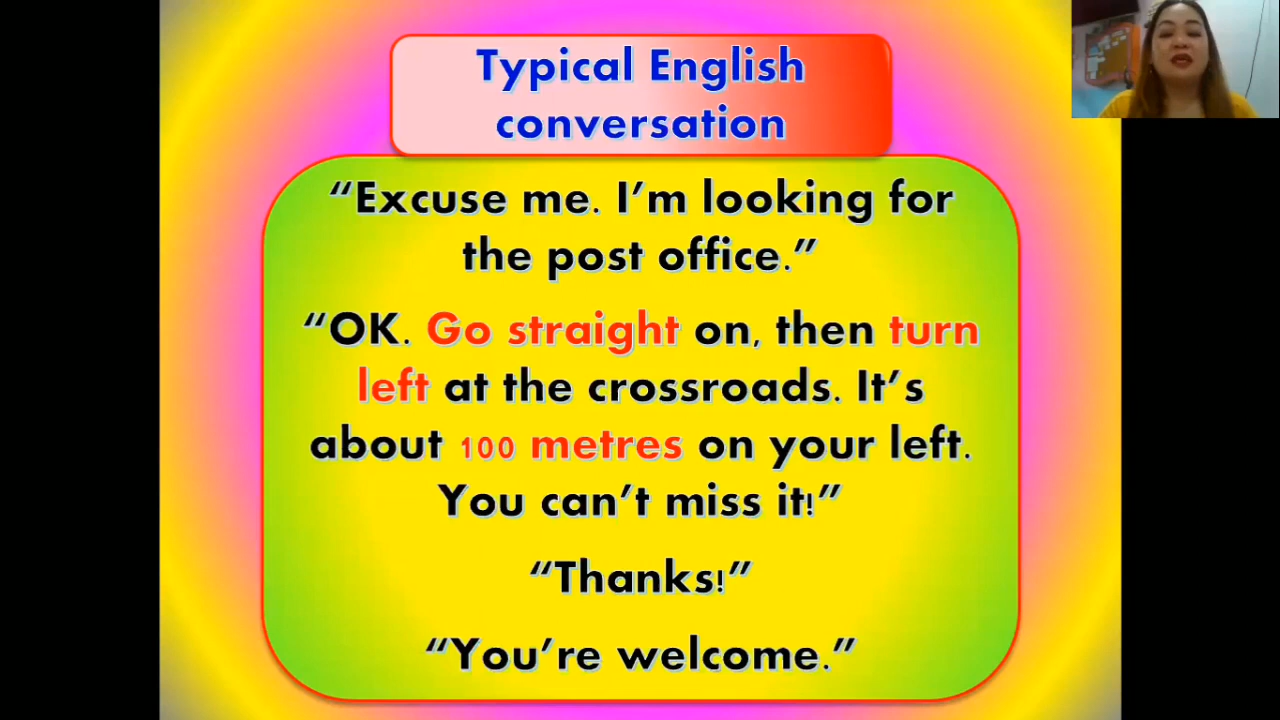 Typical English
conversation
“Excuse me. I’m looking for
the post office.”
“OK. Go straight on, then turn
left at the crossroads. It’s
about 100 metres on your left.
You can’t miss it!”
“Thanks!”
“You’re welcome.”